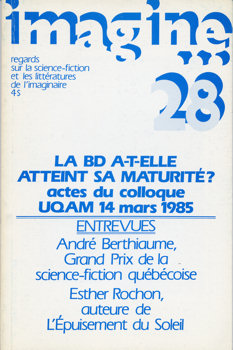 imagine...
28
regards
sur la science-fiction
et les littératures
de l'imaginaire
4$
LA BD A-T-ELLE
ATTEINT SA MATURITÉ?
actes du colloque
UQAM 14 mars 1985
ENTREVUES
André Berthiaume,
Grand Prix de la
science-fiction québécoise
Esther Rochon,
auteure de
L'Épuisement du Soleil